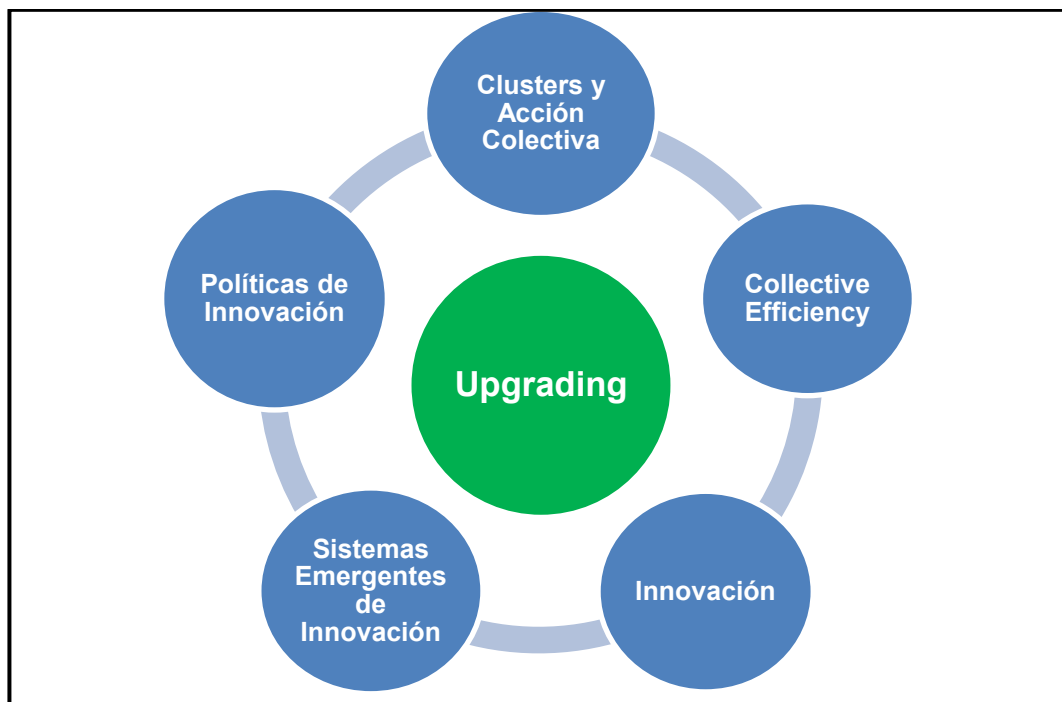 Clusters y
Acción
Colectiva
Políticas de
Innovación
Collective
Efficiency
Upgrading
Sistemas
Emergentes
de
Innovación
Innovación